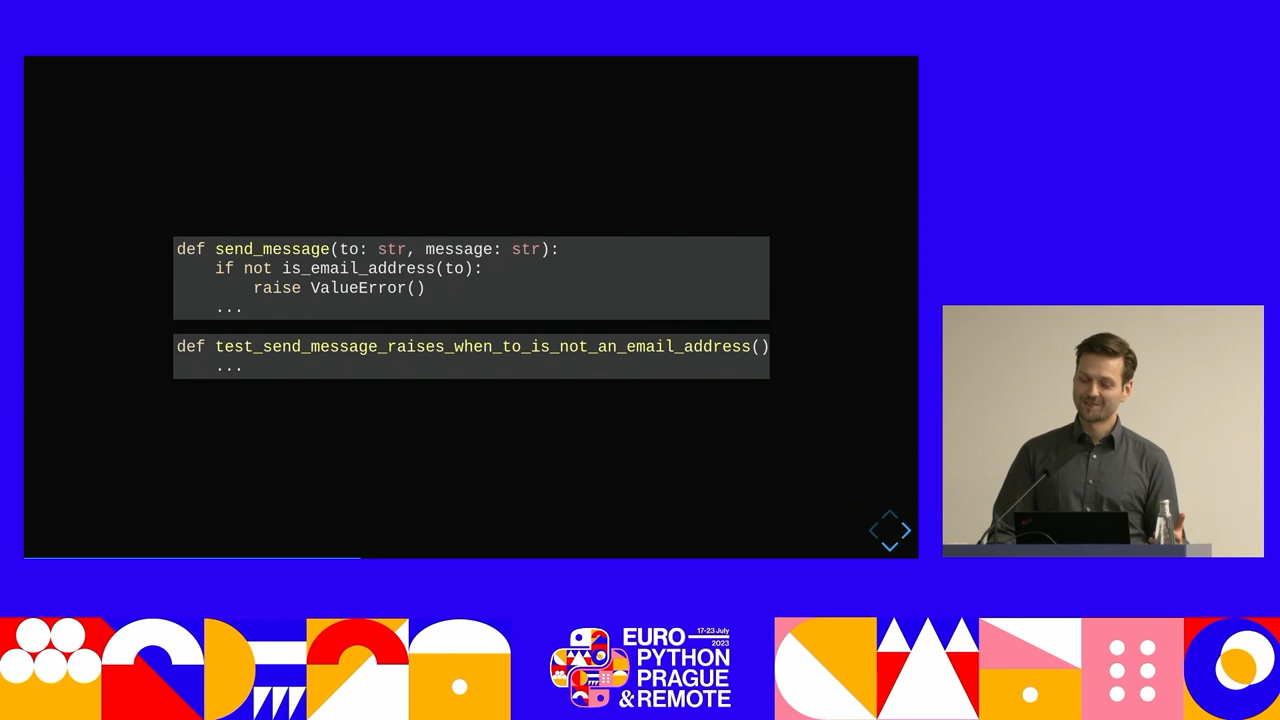 def send_message(to: str, message: str):
    if not is_email_address(to):
        raise ValueError()
    ...
def test_send_message_raises_when_to_is_not_an_email_address()
    ...
EURO
17-23 July
2023
PYTHON
PRAGUE
& REMOTE